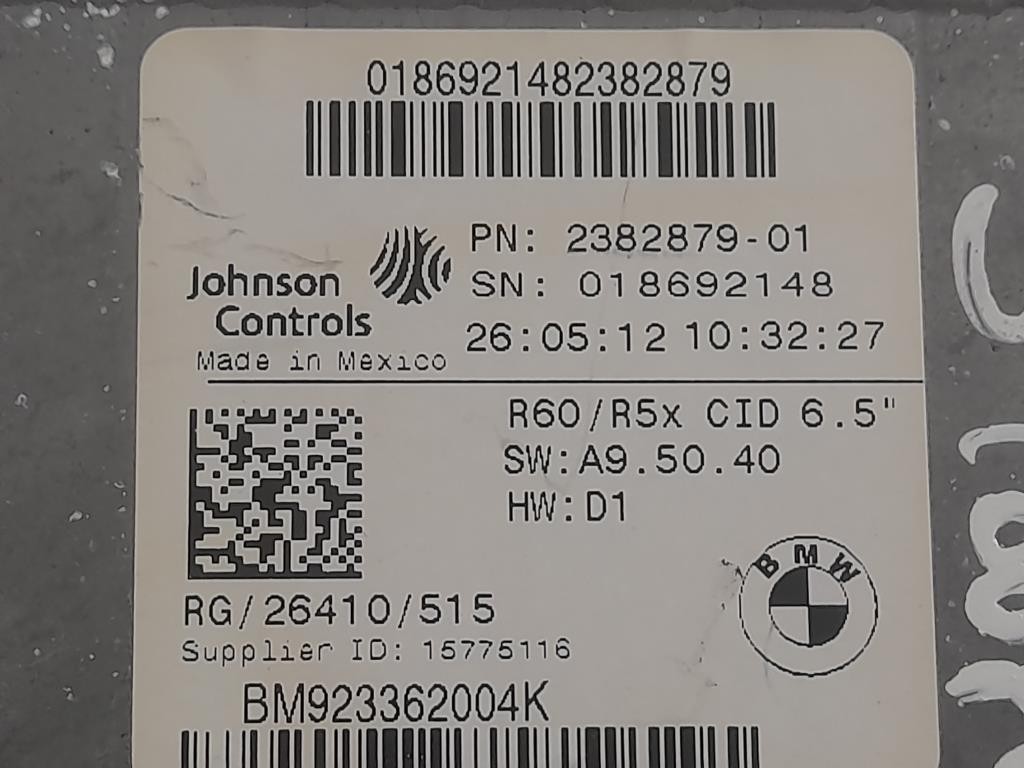 0186921482382879
PN: 2382879-01
SN: 018692148
Johnson
Controls
26:05:12 10:32:27
Made in Mexico
R60/R5x CID 6.5"
SW:A9.50.40
HW:D1
BMW
RG/26410/515
Supplier ID: 15775116
BM923362004K